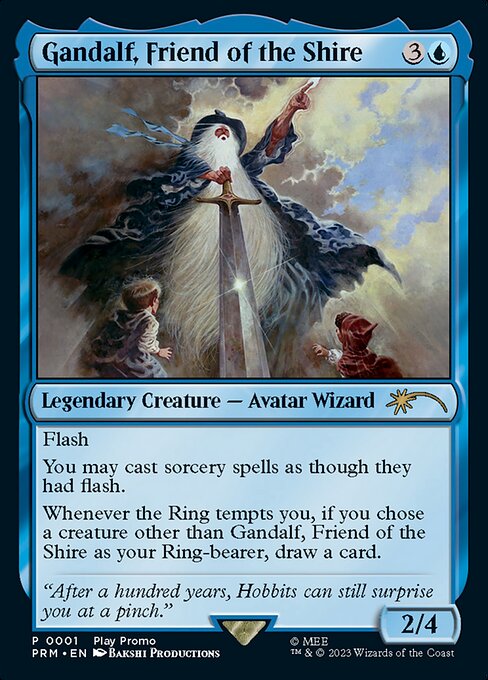 Gandalf, Friend of the Shire 3
Legendary Creature — Avatar Wizard
Flash
You may cast sorcery spells as though they
had flash.
Whenever the Ring tempts you, if you chose
a creature other than Gandalf, Friend of the
Shire as your Ring-bearer, draw a card.
“After a hundred years, Hobbits can still surprise
you at a pinch.”
2/4
P 0001 Play Promo
PRM • EN Bakshi Productions
© MEE
™ & © 2023 Wizards of the Coast